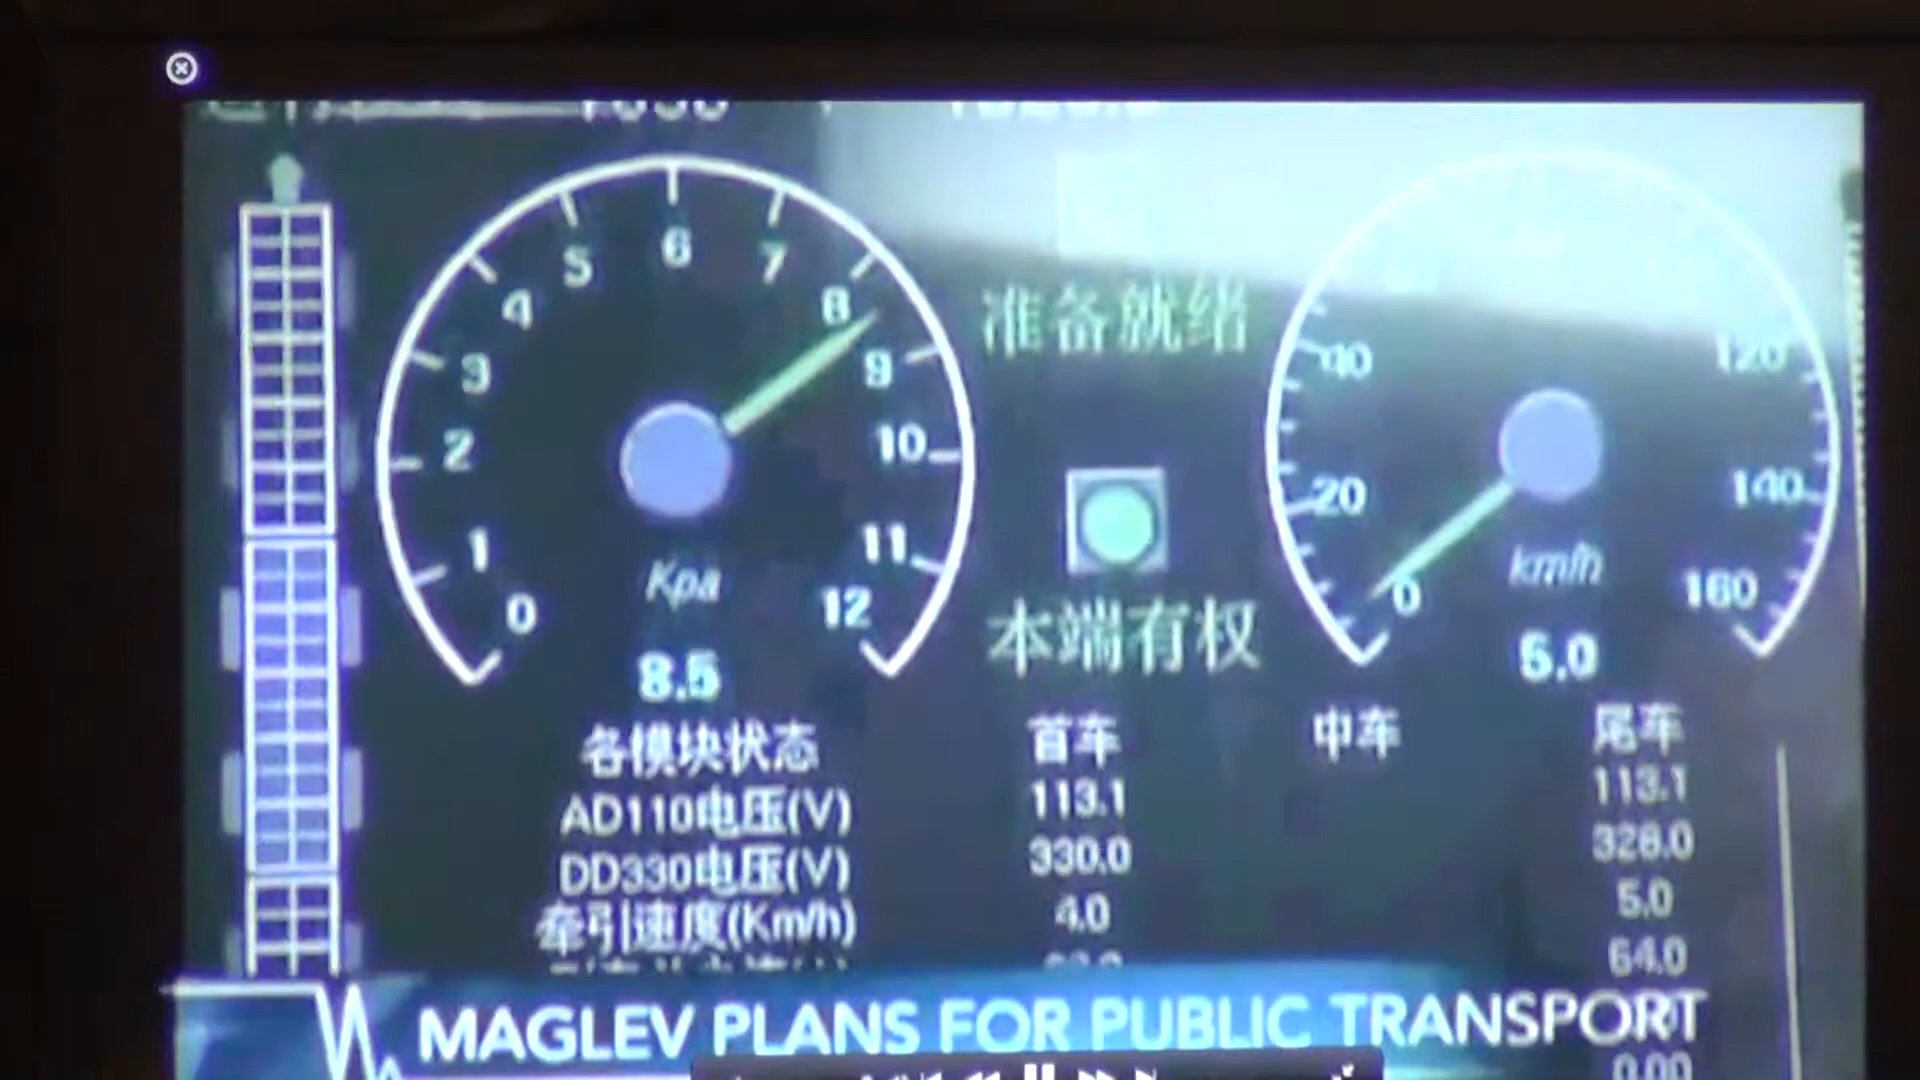 4 5 6 7 8
3 9
2 10
1 11
0 12
Kpa
8.5
准备就绪
本端有权
40 120
20 140
0 160
km/h
5.0
各模块状态 首车 中车 尾车
AD110电压(V) 113.1 113.1
DD330电压(V) 330.0 328.0
牵引速度(Km/h) 4.0 5.0
64.0
MAGLEV PLANS FOR PUBLIC TRANSPORT
0.00